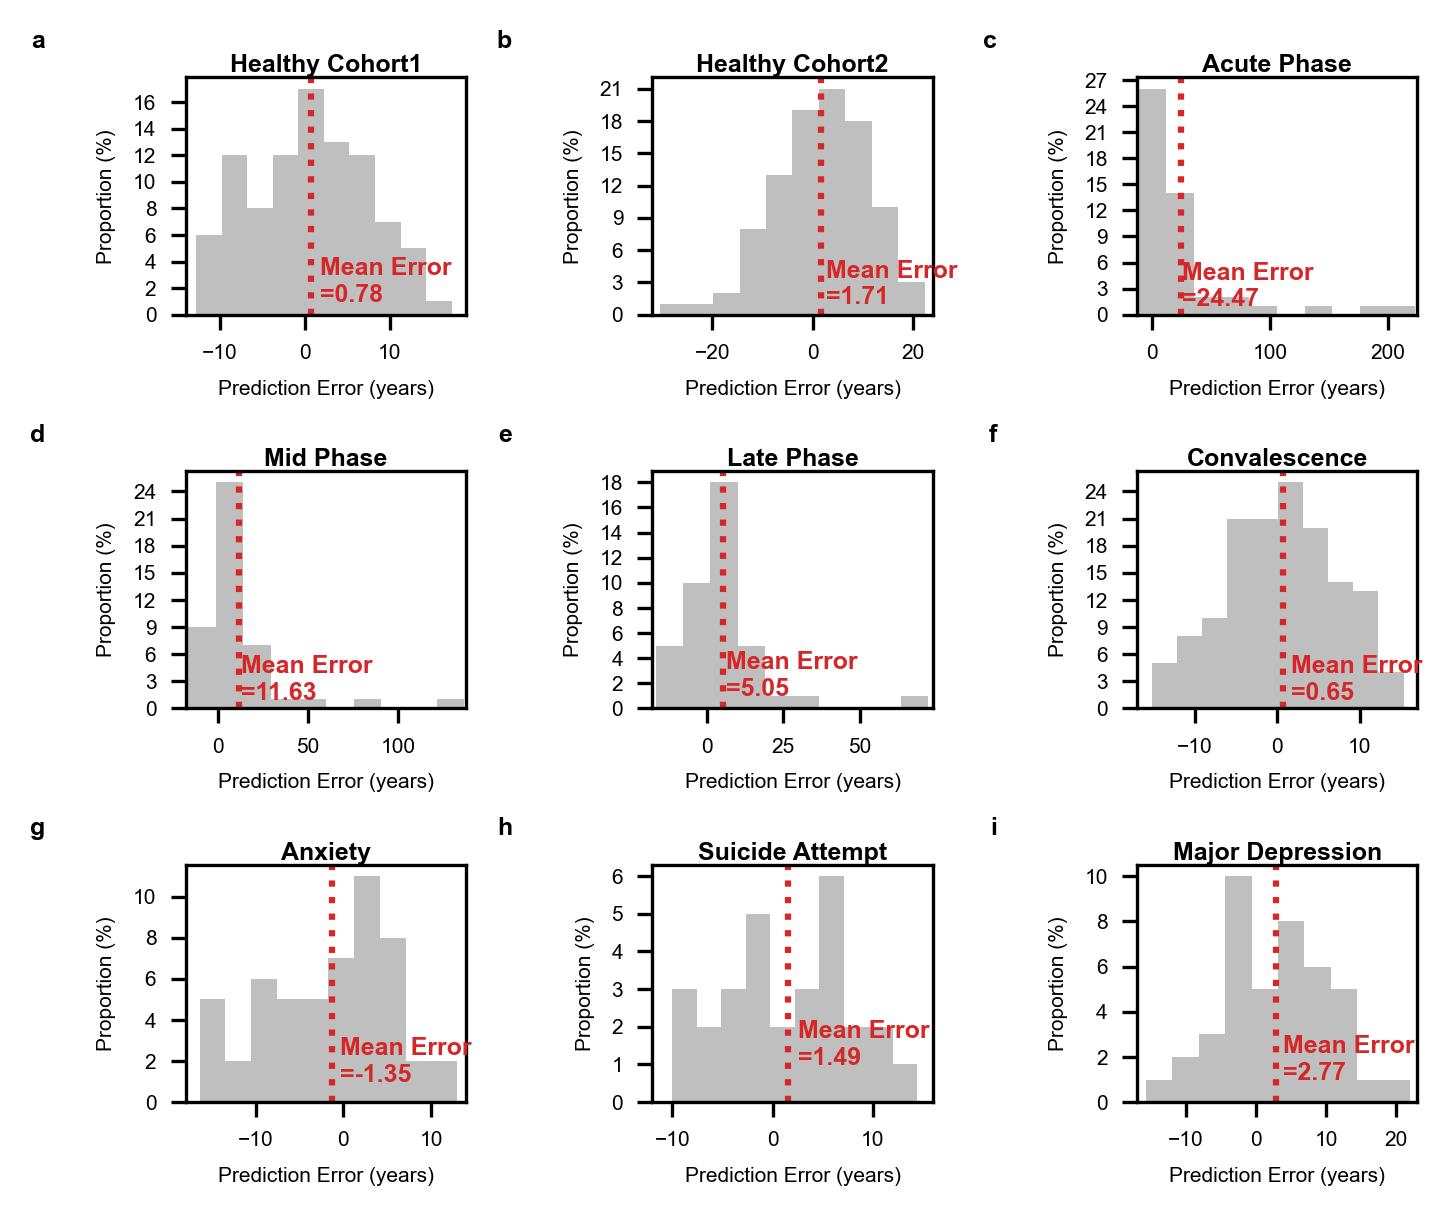 a
Healthy Cohort1
Proportion (%)
16
14
12
10
8
6
4
2
0
Mean Error
=0.78
−10 0 10
Prediction Error (years)
b
Healthy Cohort2
Proportion (%)
21
18
15
12
9
6
3
0
Mean Error
=1.71
−20 0 20
Prediction Error (years)
c
Acute Phase
Proportion (%)
27
24
21
18
15
12
9
6
3
0
Mean Error
=24.47
0 100 200
Prediction Error (years)
d
Mid Phase
Proportion (%)
24
21
18
15
12
9
6
3
0
Mean Error
=11.63
0 50 100
Prediction Error (years)
e
Late Phase
Proportion (%)
18
16
14
12
10
8
6
4
2
0
Mean Error
=5.05
0 25 50
Prediction Error (years)
f
Convalescence
Proportion (%)
24
21
18
15
12
9
6
3
0
Mean Error
=0.65
−10 0 10
Prediction Error (years)
g
Anxiety
Proportion (%)
10
8
6
4
2
0
Mean Error
=-1.35
−10 0 10
Prediction Error (years)
h
Suicide Attempt
Proportion (%)
6
5
4
3
2
1
0
Mean Error
=1.49
−10 0 10
Prediction Error (years)
i
Major Depression
Proportion (%)
10
8
6
4
2
0
Mean Error
=2.77
−10 0 10 20
Prediction Error (years)